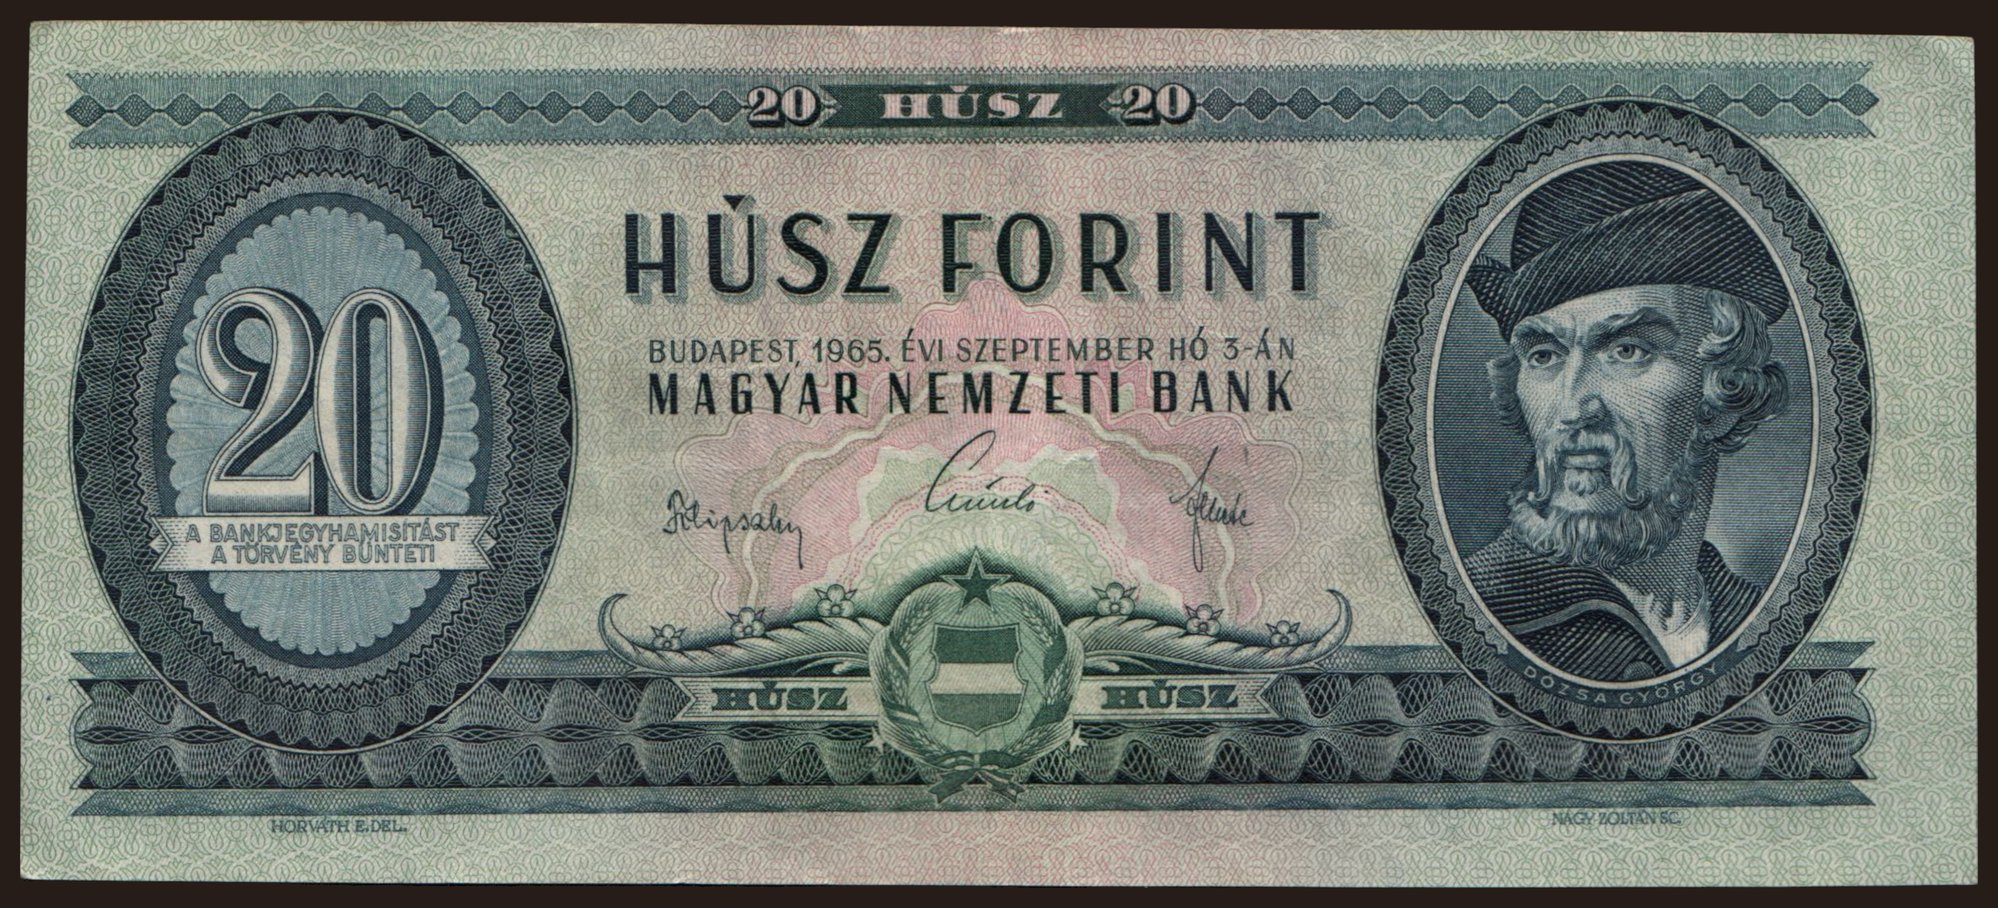 20 HÚSZ 20
HÚSZ FORINT
BUDAPEST, 1965. ÉVI SZEPTEMBER HÓ 3-ÁN
MAGYAR NEMZETI BANK
20
A BANKJEGYHAMISÍTÁST
A TÖRVÉNY BÜNTETI
HÚSZ HÚSZ
DÓZSA GYÖRGY
HORVÁTH E. DEL.
NAGY ZOLTÁN SC.